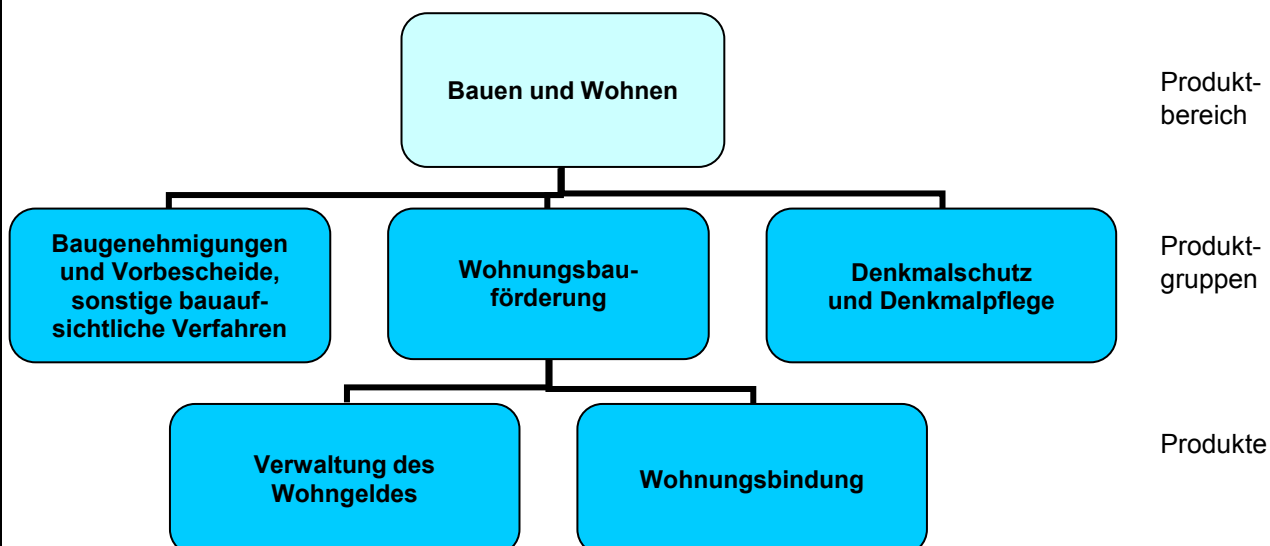 Bauen und Wohnen
Produkt-
bereich
Baugenehmigungen
und Vorbescheide,
sonstige bauauf-
sichtliche Verfahren
Wohnungsbau-
förderung
Denkmalschutz
und Denkmalpflege
Produkt-
gruppen
Verwaltung des
Wohngeldes
Wohnungsbindung
Produkte